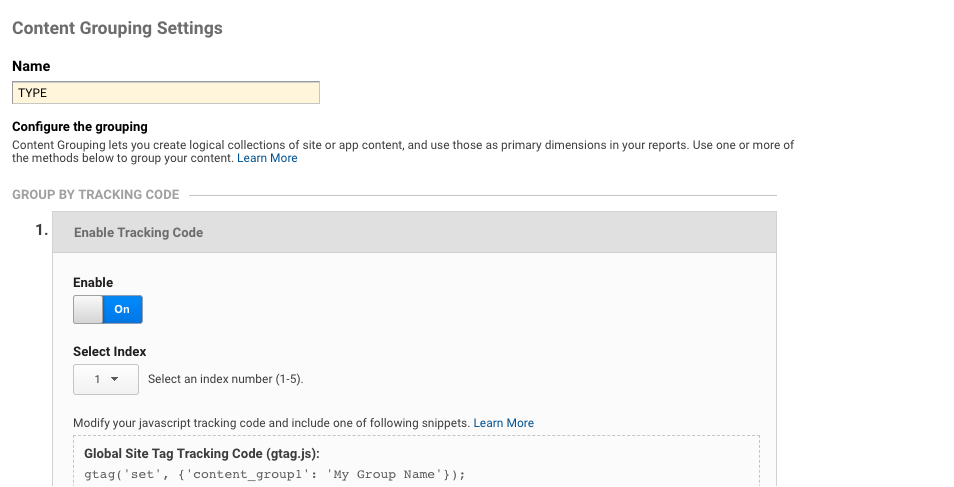 Content Grouping Settings
Name
TYPE
Configure the grouping
Content Grouping lets you create logical collections of site or app content, and use those as primary dimensions in your reports. Use one or more of
the methods below to group your content. Learn More
GROUP BY TRACKING CODE
1.
Enable Tracking Code
Enable
On
Select Index
1 Select an index number (1-5).
Modify your javascript tracking code and include one of following snippets. Learn More
Global Site Tag Tracking Code (gtag.js):
gtag('set', {'content_group1': 'My Group Name'});